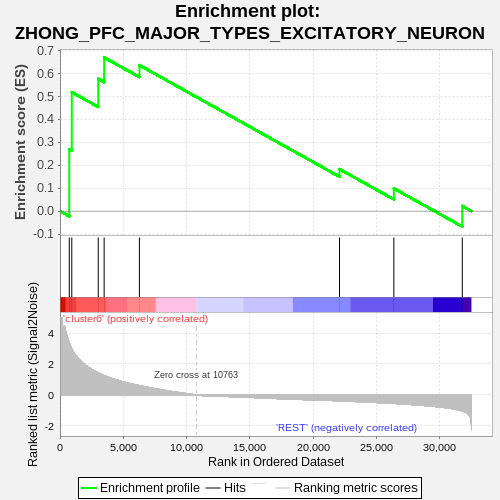 Enrichment plot:
ZHONG_PFC_MAJOR_TYPES_EXCITATORY_NEURON
Enrichment score (ES)
0.7
0.6
0.5
0.4
0.3
0.2
0.1
0.0
-0.1
'cluster6' (positively correlated)
Ranked list metric (Signal2Noise)
4
2
0
-2
Zero cross at 10763
'REST' (negatively correlated)
0
5,000
10,000
15,000
20,000
25,000
30,000
Rank in Ordered Dataset
Enrichment profile
Hits
Ranking metric scores